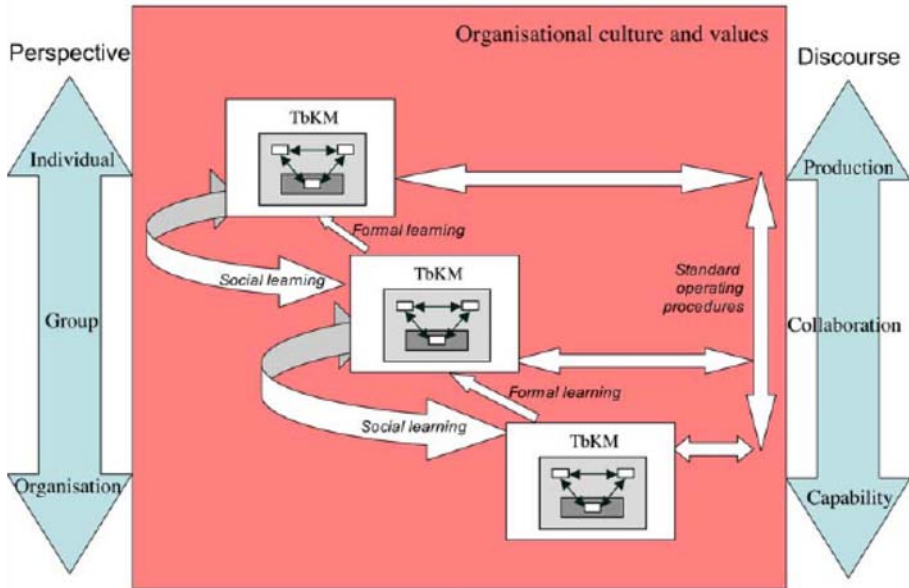 Organisational culture and values
Perspective
Discourse
TbKM
Individual
Production
Formal learning
Social learning
TbKM
Standard
operating
procedures
Group
Collaboration
Formal learning
Social learning
TbKM
Organisation
Capability